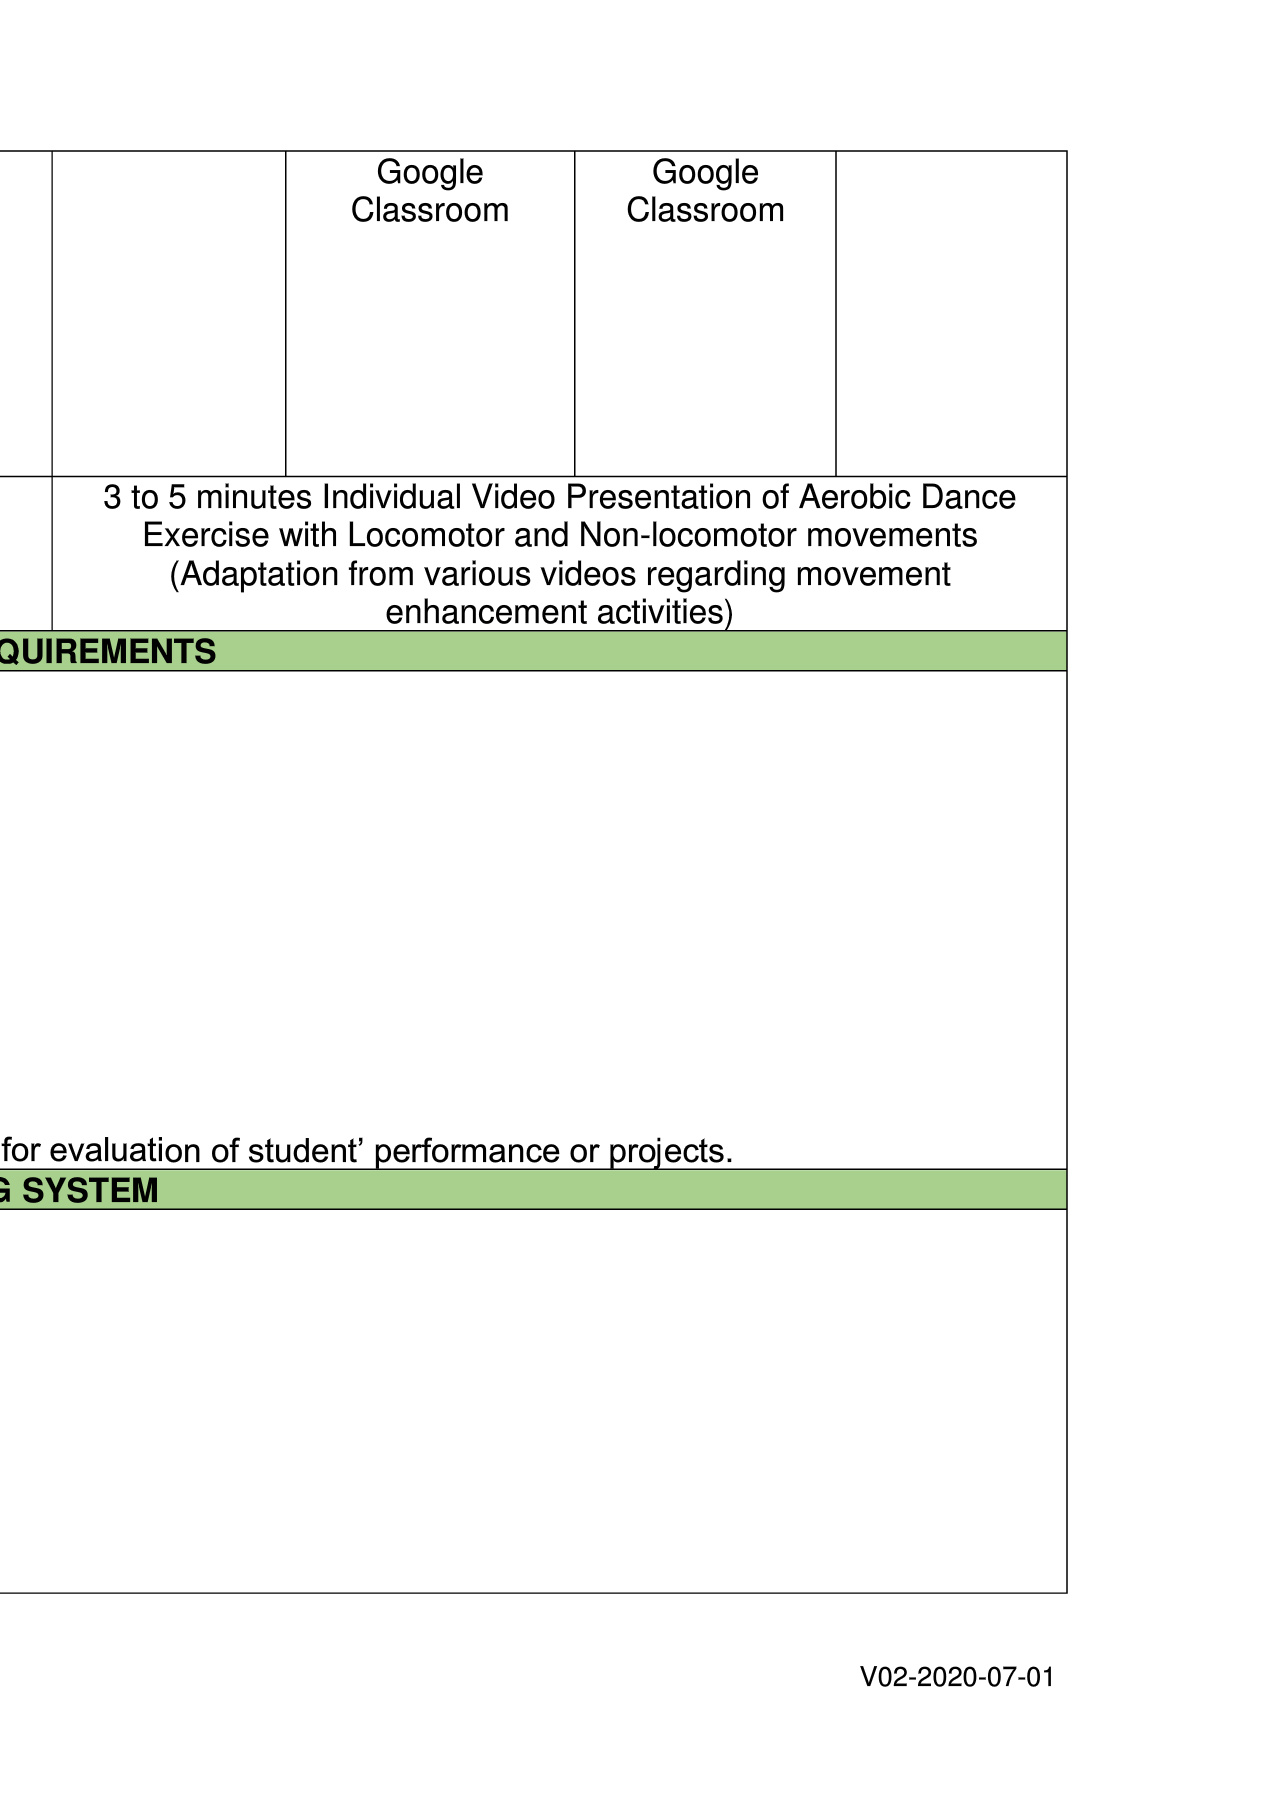 Google Classroom
Google Classroom
3 to 5 minutes Individual Video Presentation of Aerobic Dance
Exercise with Locomotor and Non-locomotor movements
(Adaptation from various videos regarding movement
enhancement activities)
QUIREMENTS
for evaluation of student’ performance or projects.
G SYSTEM
V02-2020-07-01